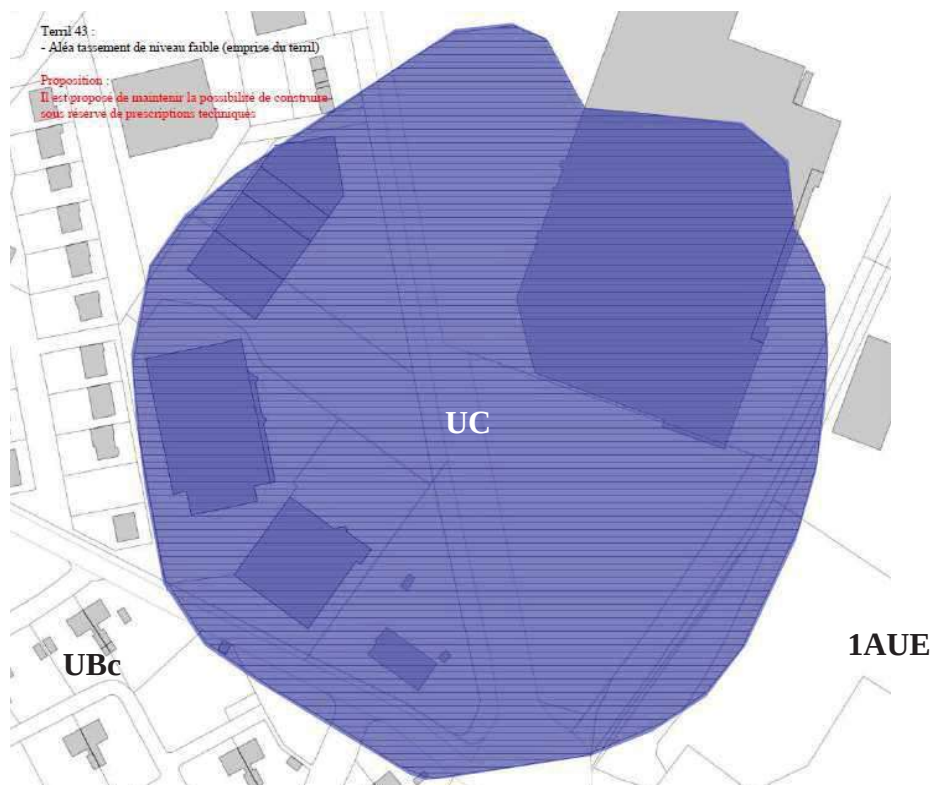 Terril 43 :
- Aléa tassement de niveau faible (emprise du terril)
Proposition :
Il est proposé de maintenir la possibilité de construire
sous réserve de prescriptions techniques
UC
UBc
1AUE